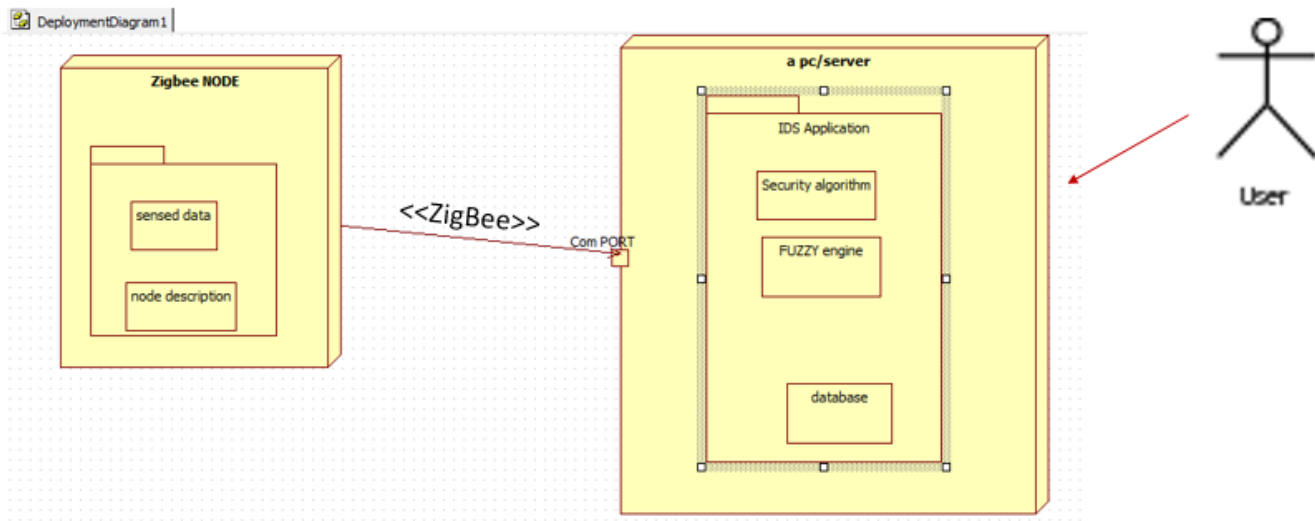 DeploymentDiagram1
Zigbee NODE
sensed data
node description
<<ZigBee>>
Com PORT
a pc/server
IDS Application
Security algorithm
FUZZY engine
database
User